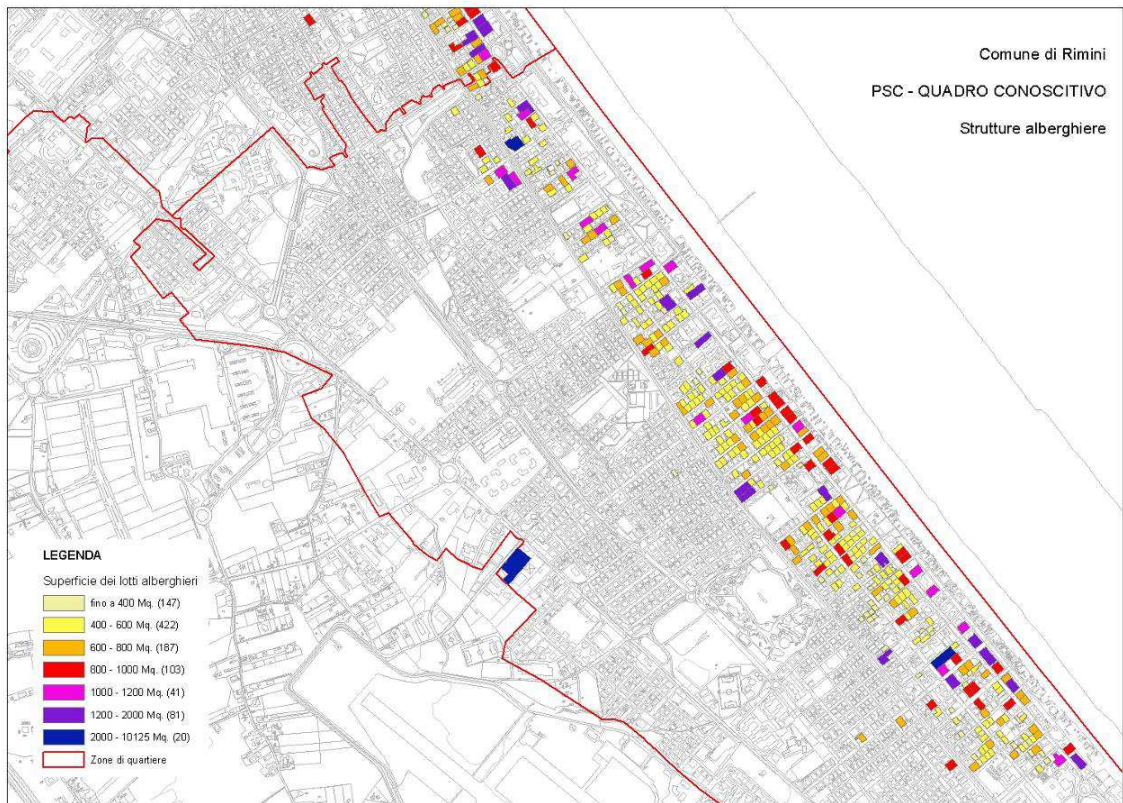 Comune di Rimini
PSC - QUADRO CONOSCITIVO
Strutture alberghiere
LEGENDA
Superficie dei lotti alberghieri
fino a 400 Mq. (147)
400 - 600 Mq. (422)
600 - 800 Mq. (187)
800 - 1000 Mq. (103)
1000 - 1200 Mq. (41)
1200 - 2000 Mq. (81)
2000 - 10125 Mq. (20)
Zone di quartiere